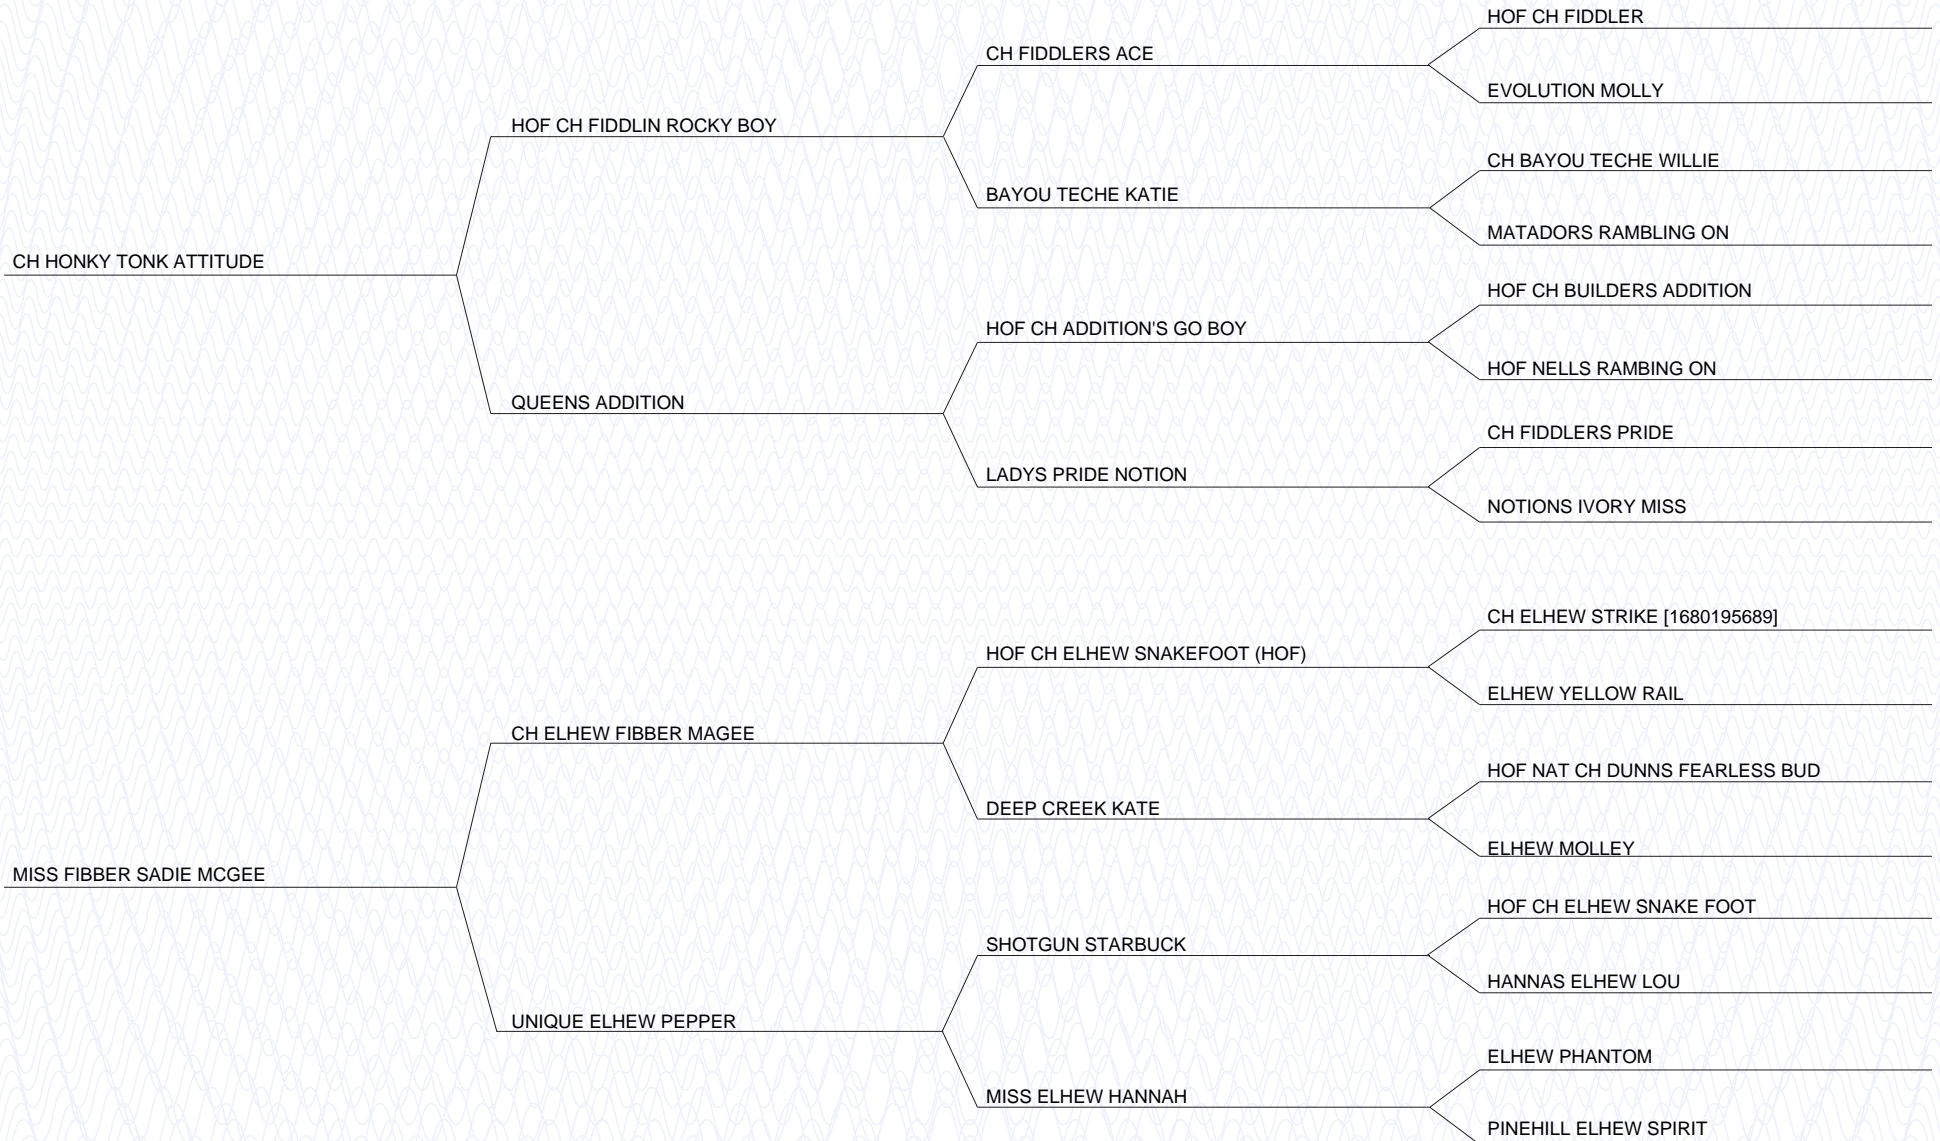 HOF CH FIDDLER
CH FIDDLERS ACE
EVOLUTION MOLLY
HOF CH FIDDLIN ROCKY BOY
CH BAYOU TECHE WILLIE
BAYOU TECHE KATIE
MATADORS RAMBLING ON
CH HONKY TONK ATTITUDE
HOF CH BUILDERS ADDITION
HOF CH ADDITION'S GO BOY
HOF NELLS RAMBING ON
QUEENS ADDITION
CH FIDDLERS PRIDE
LADYS PRIDE NOTION
NOTIONS IVORY MISS
CH ELHEW STRIKE [1680195689]
HOF CH ELHEW SNAKEFOOT (HOF)
ELHEW YELLOW RAIL
CH ELHEW FIBBER MAGEE
HOF NAT CH DUNNS FEARLESS BUD
DEEP CREEK KATE
ELHEW MOLLEY
MISS FIBBER SADIE MCGEE
HOF CH ELHEW SNAKE FOOT
SHOTGUN STARBUCK
HANNAS ELHEW LOU
UNIQUE ELHEW PEPPER
ELHEW PHANTOM
MISS ELHEW HANNAH
PINEHILL ELHEW SPIRIT